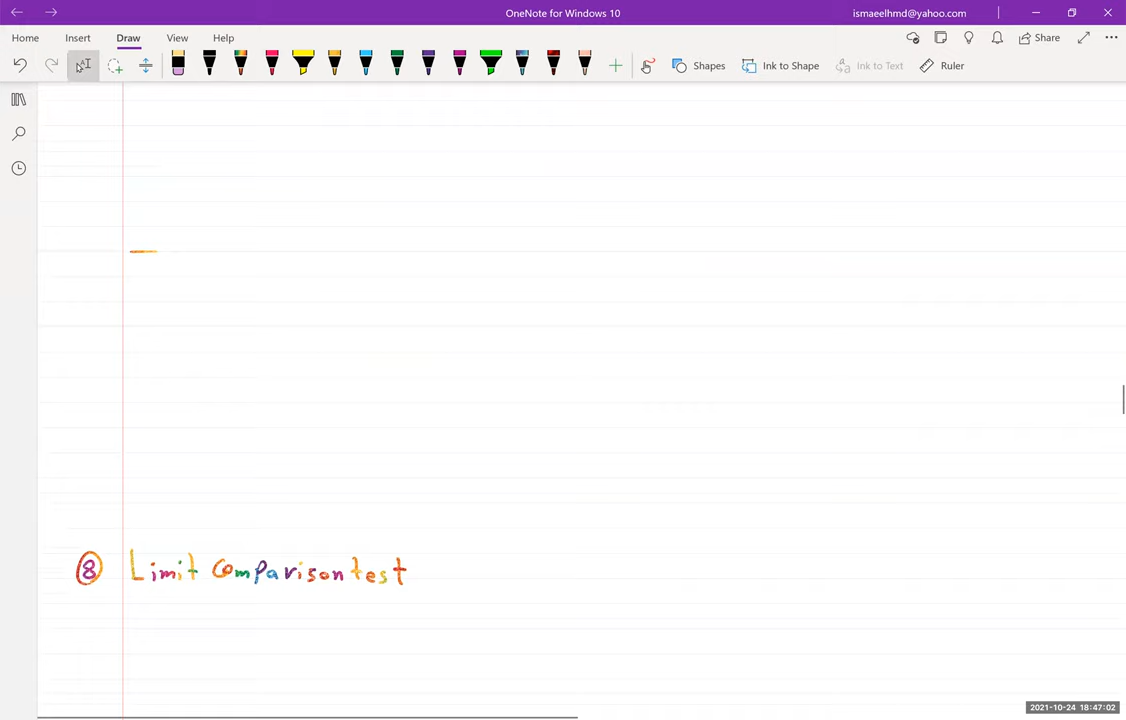 OneNote for Windows 10
ismaeelhmd@yahoo.com
Home Insert Draw View Help
Share
Shapes Ink to Shape Ink to Text Ruler
⑧ Limit Comparison test
2021-10-24 18:47:02